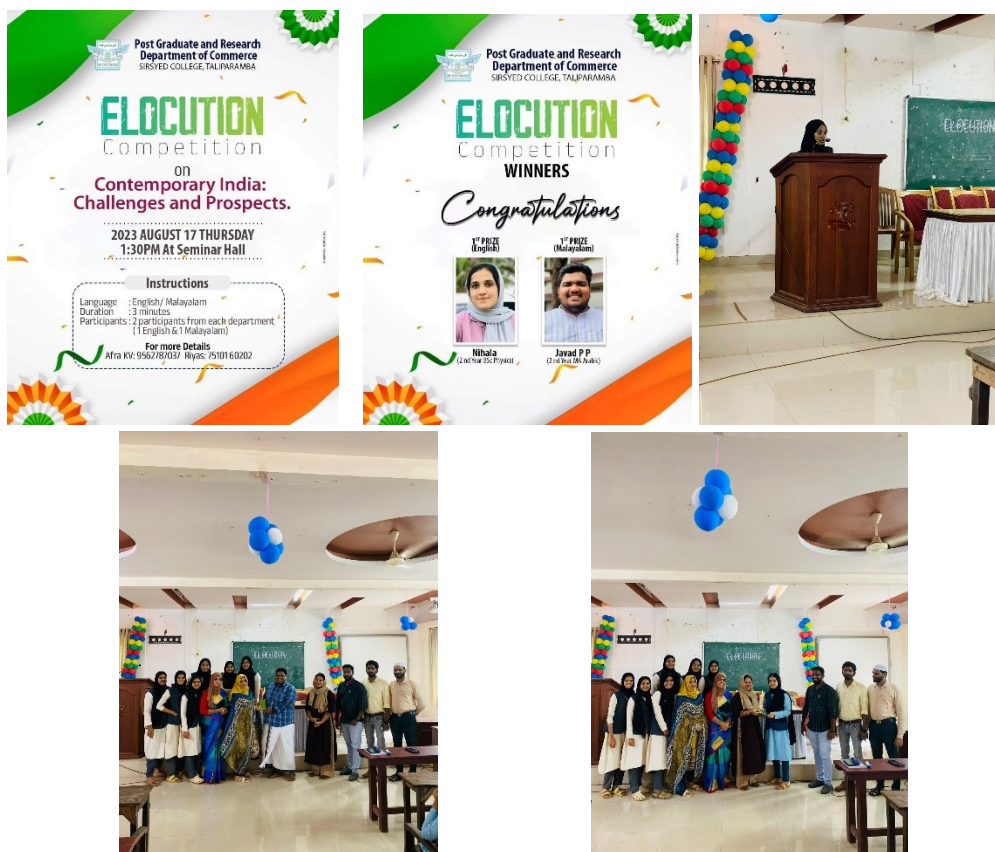 Post Graduate and Research
Department of Commerce
SIRSYED COLLEGE, TALIPARAMBA
ELOCUTION
Competition
on
Contemporary India:
Challenges and Prospects.
2023 AUGUST 17 THURSDAY
1:30PM At Seminar Hall
Instructions
Language : English/ Malayalam
Duration : 3 minutes
Participants : 2 participants from each department
(1 English & 1 Malayalam)
For more Details
Afra KV: 9562787037 Riyas: 75101 60202
Post Graduate and Research
Department of Commerce
SIRSYED COLLEGE, TALIPARAMBA
ELOCUTION
Competition
WINNERS
Congratulations
1ST PRIZE
(English)
1ST PRIZE
(Malayalam)
Nihala
(2nd Year BSc Physics)
Javad P P
(2nd Year MA Arabic)
ELOCUTION
ELOCUTION
ELOCUTION